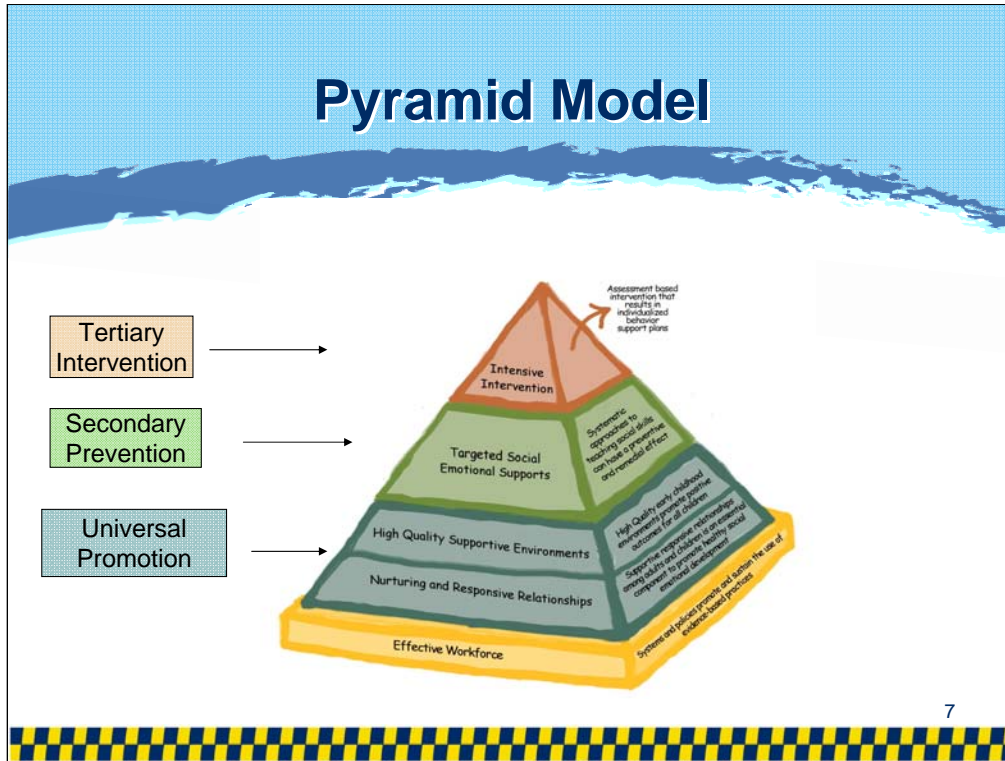 Pyramid Model
Assessment based
intervention that
results in
individualized
behavior
support plans
Tertiary
Intervention
Intensive
Intervention
Secondary
Prevention
Targeted Social
Emotional Supports
Systematic
approaches to
teaching social skills
can have a preventive
and remedial effect
Universal
Promotion
High Quality Supportive Environments
High Quality early childhood
environments promote positive
outcomes for all children
Nurturing and Responsive Relationships
Supportive responsive relationships
among adults and children is an essential
component to promote healthy social
emotional development
Effective Workforce
Systems and policies promote and sustain the use of
evidence-based practices
7